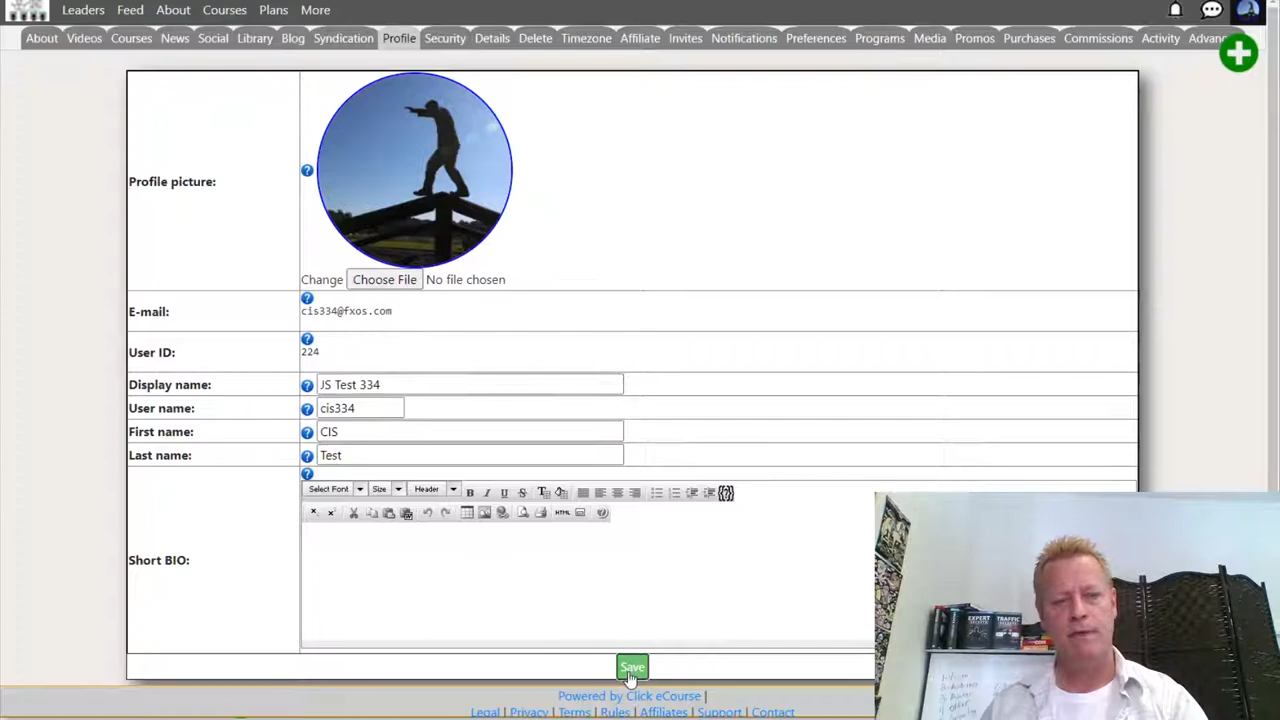 Leaders Feed About Courses Plans More
About Videos Courses News Social Library Blog Syndication Profile Security Details Delete Timezone Affiliate Invites Notifications Preferences Programs Media Promos Purchases Commissions Activity
Profile picture:
Change Choose File No file chosen
E-mail:
cis334@fxos.com
User ID:
224
Display name: JS Test 334
User name: cis334
First name: CIS
Last name: Test
Select Font Size Header
HTML
Short BIO:
Save
EXPERT TRAFFIC
Powered by Click eCourse |
Legal | Privacy | Terms | Rules | Affiliates | Support | Contact